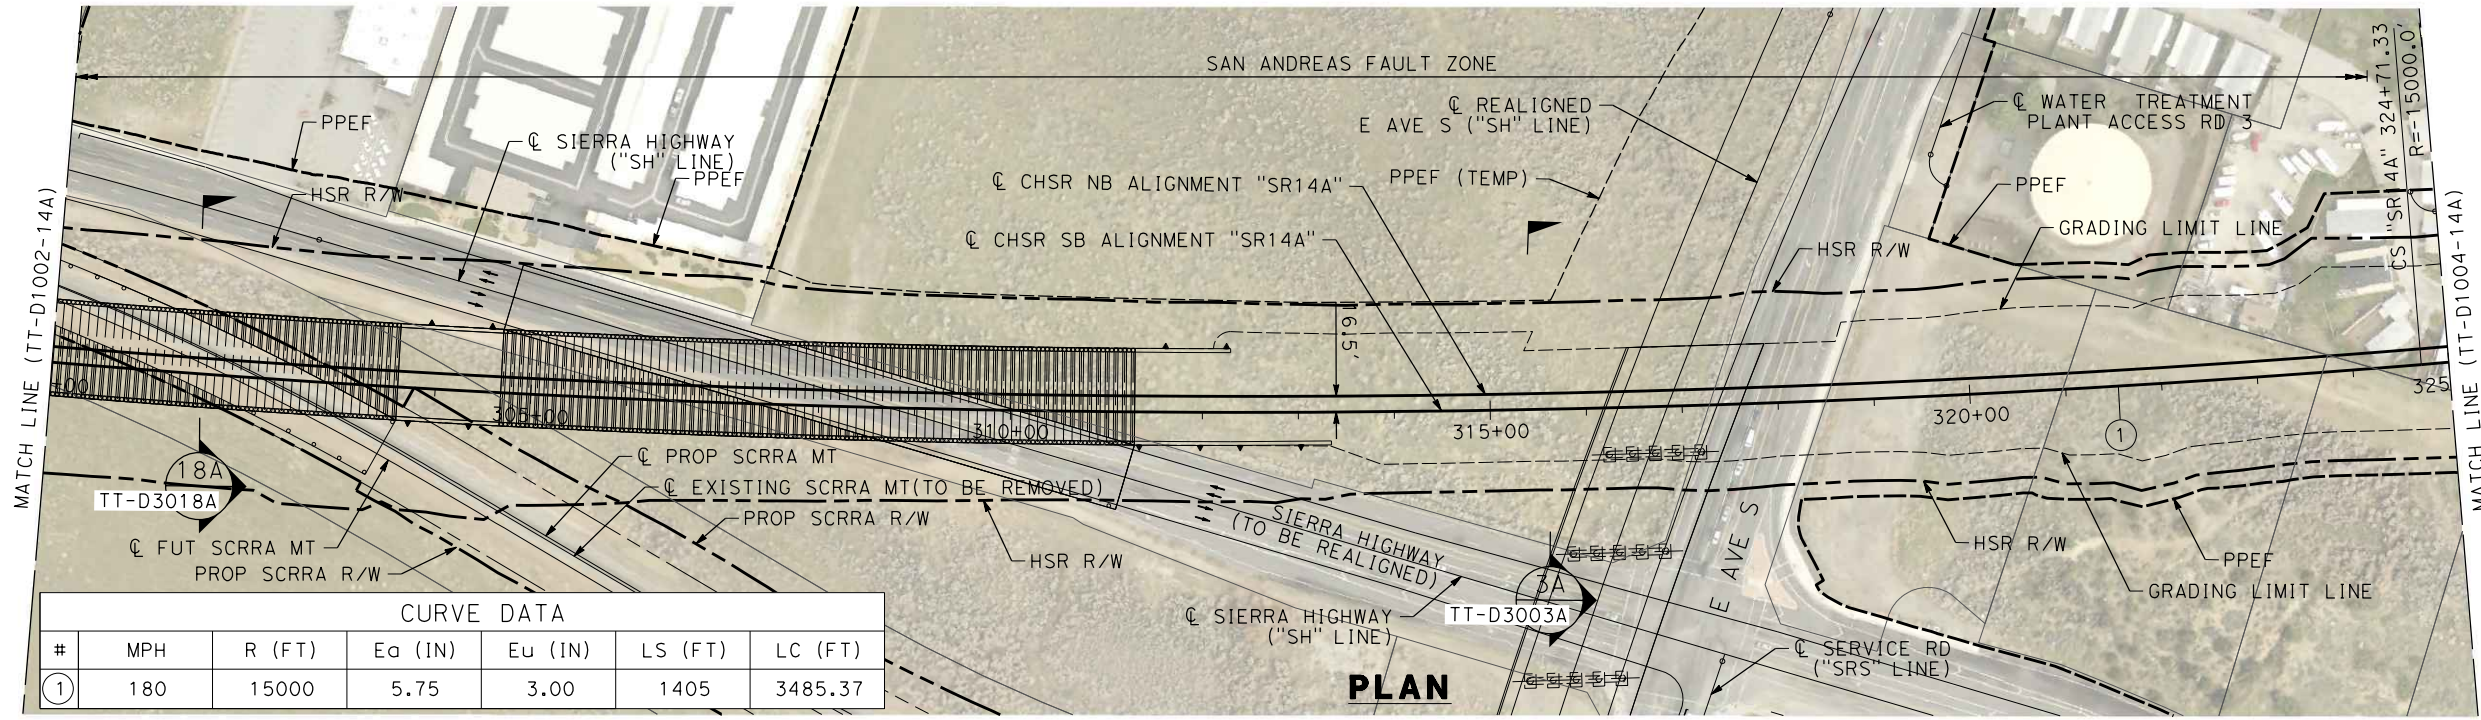 SAN ANDREAS FAULT ZONE
CS "SR14A" 324+71.33
R=-15000.0'
℄ REALIGNED
E AVE S ("SH" LINE)
℄ WATER TREATMENT
PLANT ACCESS RD 3
PPEF
℄ SIERRA HIGHWAY
("SH" LINE)
PPEF
HSR R/W
℄ CHSR NB ALIGNMENT "SR14A"
PPEF (TEMP)
PPEF
℄ CHSR SB ALIGNMENT "SR14A"
GRADING LIMIT LINE
HSR R/W
MATCH LINE (TT-D1002-14A)
MATCH LINE (TT-D1004-14A)
16.5'
+00
305+00
310+00
315+00
320+00
325
1
18A
TT-D3018A
℄ PROP SCRRA MT
℄ EXISTING SCRRA MT(TO BE REMOVED)
PROP SCRRA R/W
℄ FUT SCRRA MT
PROP SCRRA R/W
HSR R/W
SIERRA HIGHWAY
(TO BE REALIGNED)
E AVE S
HSR R/W
PPEF
GRADING LIMIT LINE
3A
TT-D3003A
℄ SIERRA HIGHWAY
("SH" LINE)
℄ SERVICE RD
("SRS" LINE)
CURVE DATA
# MPH R (FT) Ea (IN) Eu (IN) LS (FT) LC (FT)
1 180 15000 5.75 3.00 1405 3485.37
PLAN